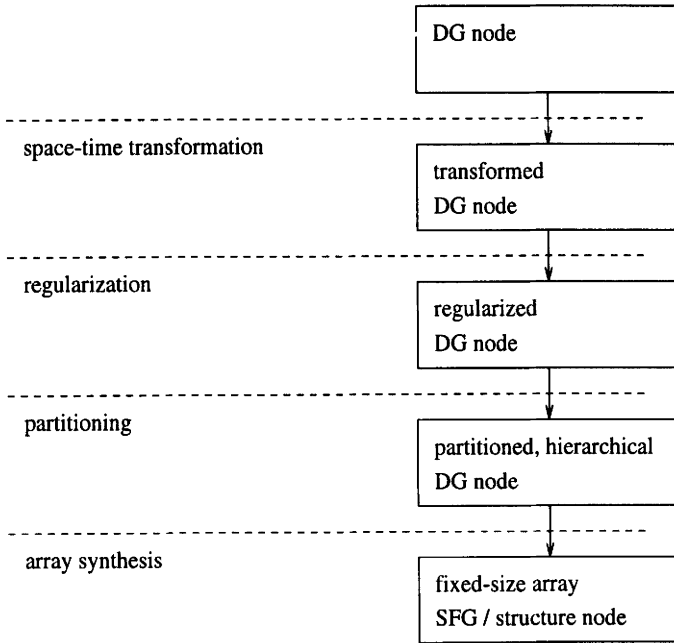 DG node
space-time transformation
transformed
DG node
regularization
regularized
DG node
partitioning
partitioned, hierarchical
DG node
array synthesis
fixed-size array
SFG / structure node